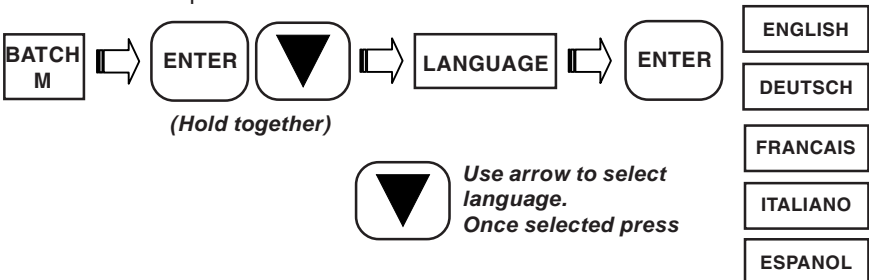 BATCH
M
ENTER
LANGUAGE
ENTER
(Hold together)
Use arrow to select
language.
Once selected press
ENGLISH
DEUTSCH
FRANCAIS
ITALIANO
ESPANOL